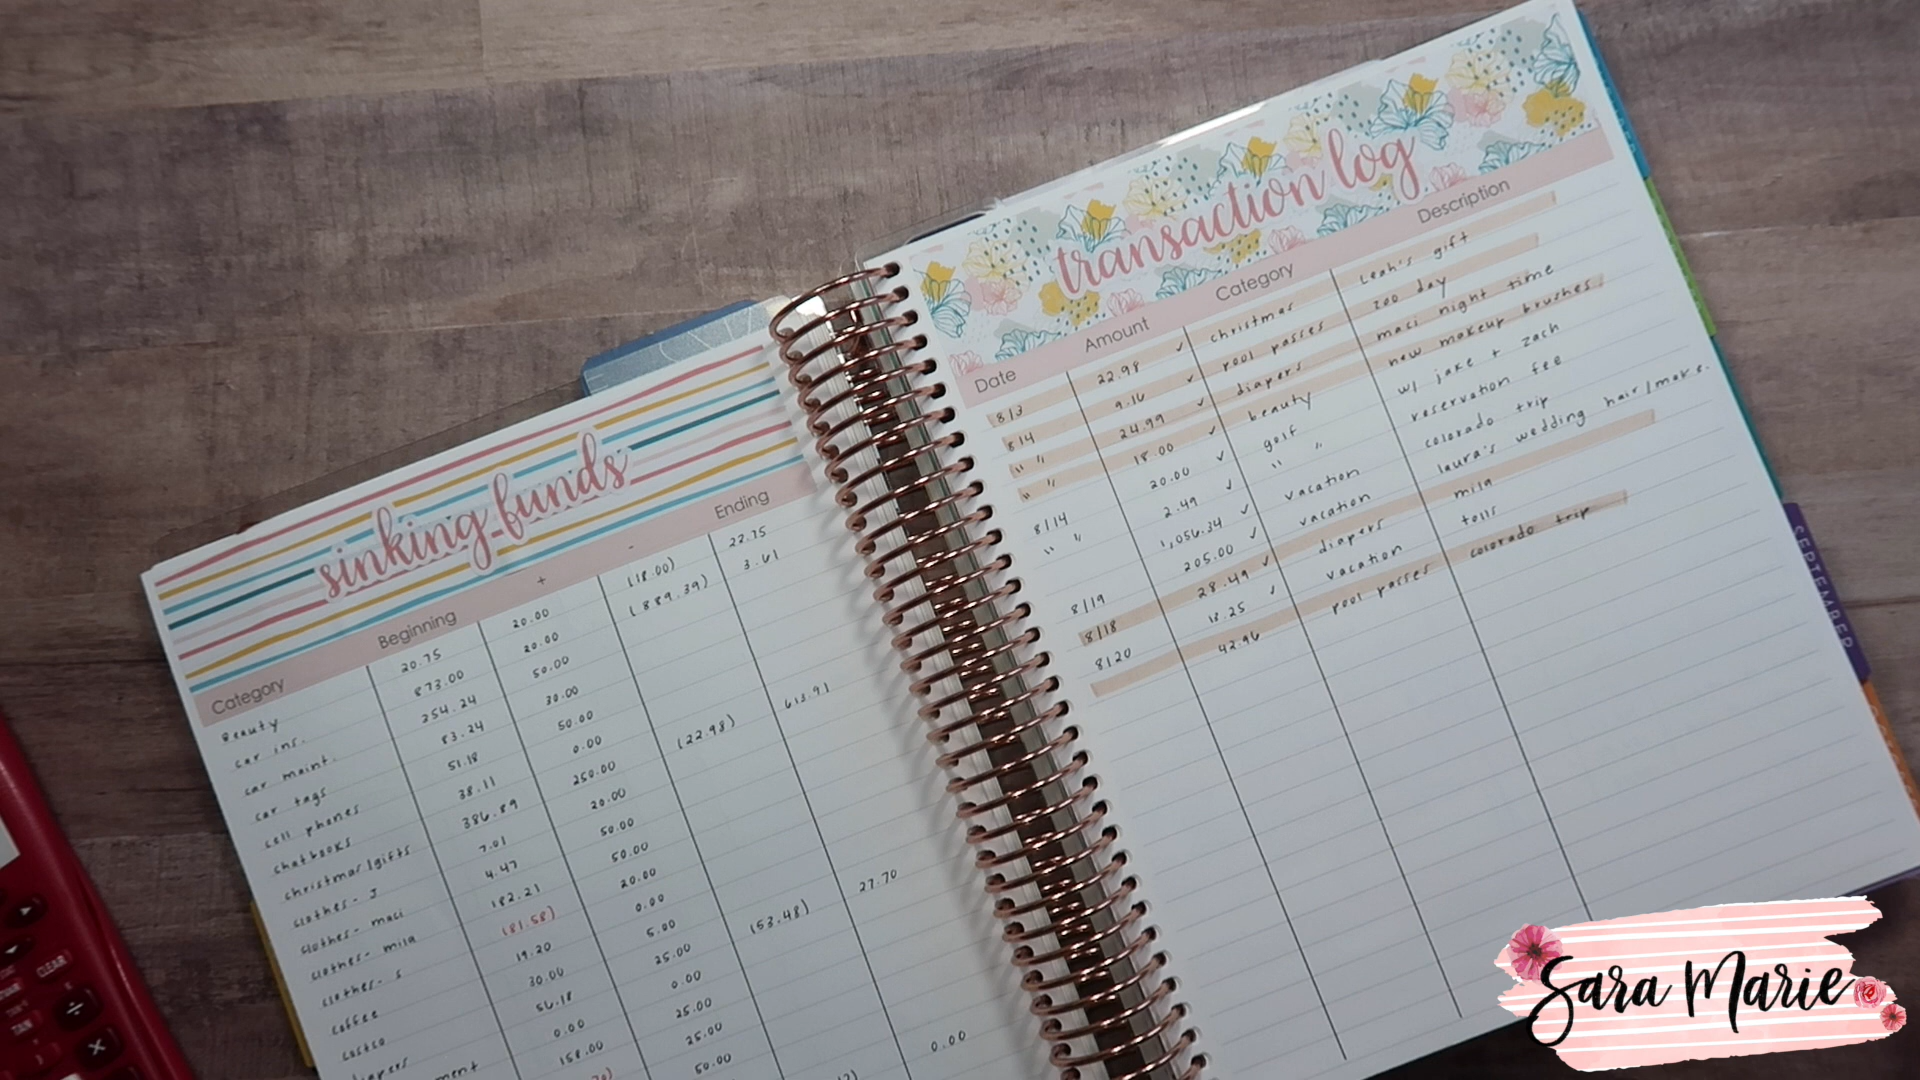 sinking funds
Category Beginning + - Ending
Beauty 20.75 20.00 (18.00) 22.75
car ins. 873.00 20.00 (889.39) 3.61
car maint. 254.24 50.00
car tags 83.24 30.00
cell phones 51.18 50.00
chatbooks 38.11 0.00
christmas/gifts 386.89 250.00 (22.98) 613.91
clothes - J 7.01 20.00
clothes - maci 4.47 50.00
clothes - mila 182.21 50.00
clothes - S (81.58) 20.00
coffee 19.20 0.00
costco 30.00 5.00
diapers 56.18 25.00 (53.48) 27.70
0.00 0.00
158.00 25.00
25.00
50.00 0.00
transaction log
Date Amount Category Description
8/3 22.98 ✓ christmas Leah's gift
8/14 9.16 ✓ pool passes zoo day
" " 24.99 ✓ diapers maci night time
" " 18.00 ✓ beauty new makeup brushes
20.00 ✓ golf w/ jake + zach
8/14 2.49 ✓ " " reservation fee
" " 1,056.34 ✓ vacation colorado trip
205.00 ✓ vacation laura's wedding hair/make.
8/19 28.49 ✓ diapers mila
8/18 18.25 ✓ vacation tolls
8/20 42.96 pool passes colorado trip
SEPTEMBER
CLEAR
Sara Marie